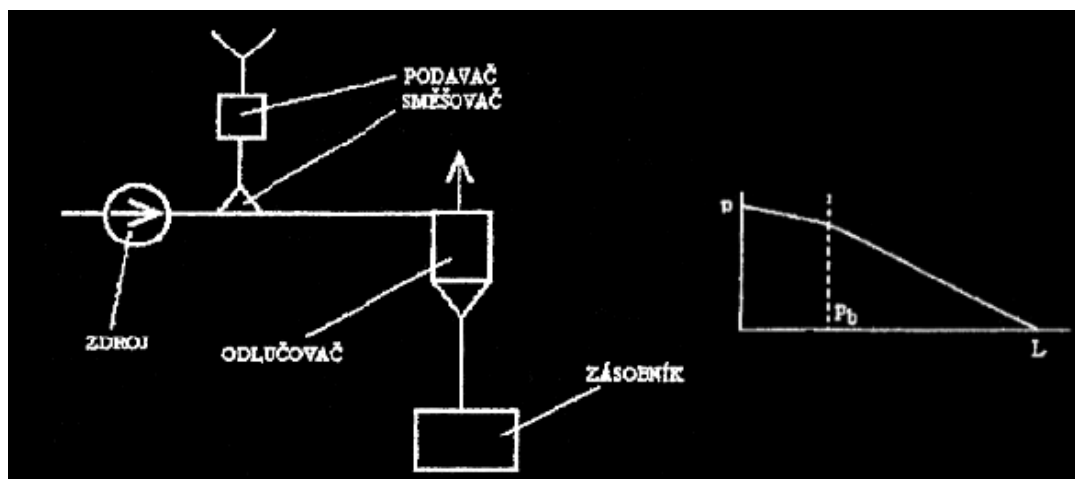 PODAVAČ
SMĚŠOVAČ
ZDROJ
ODLUČOVAČ
ZÁSOBNÍK
p
Pb
L